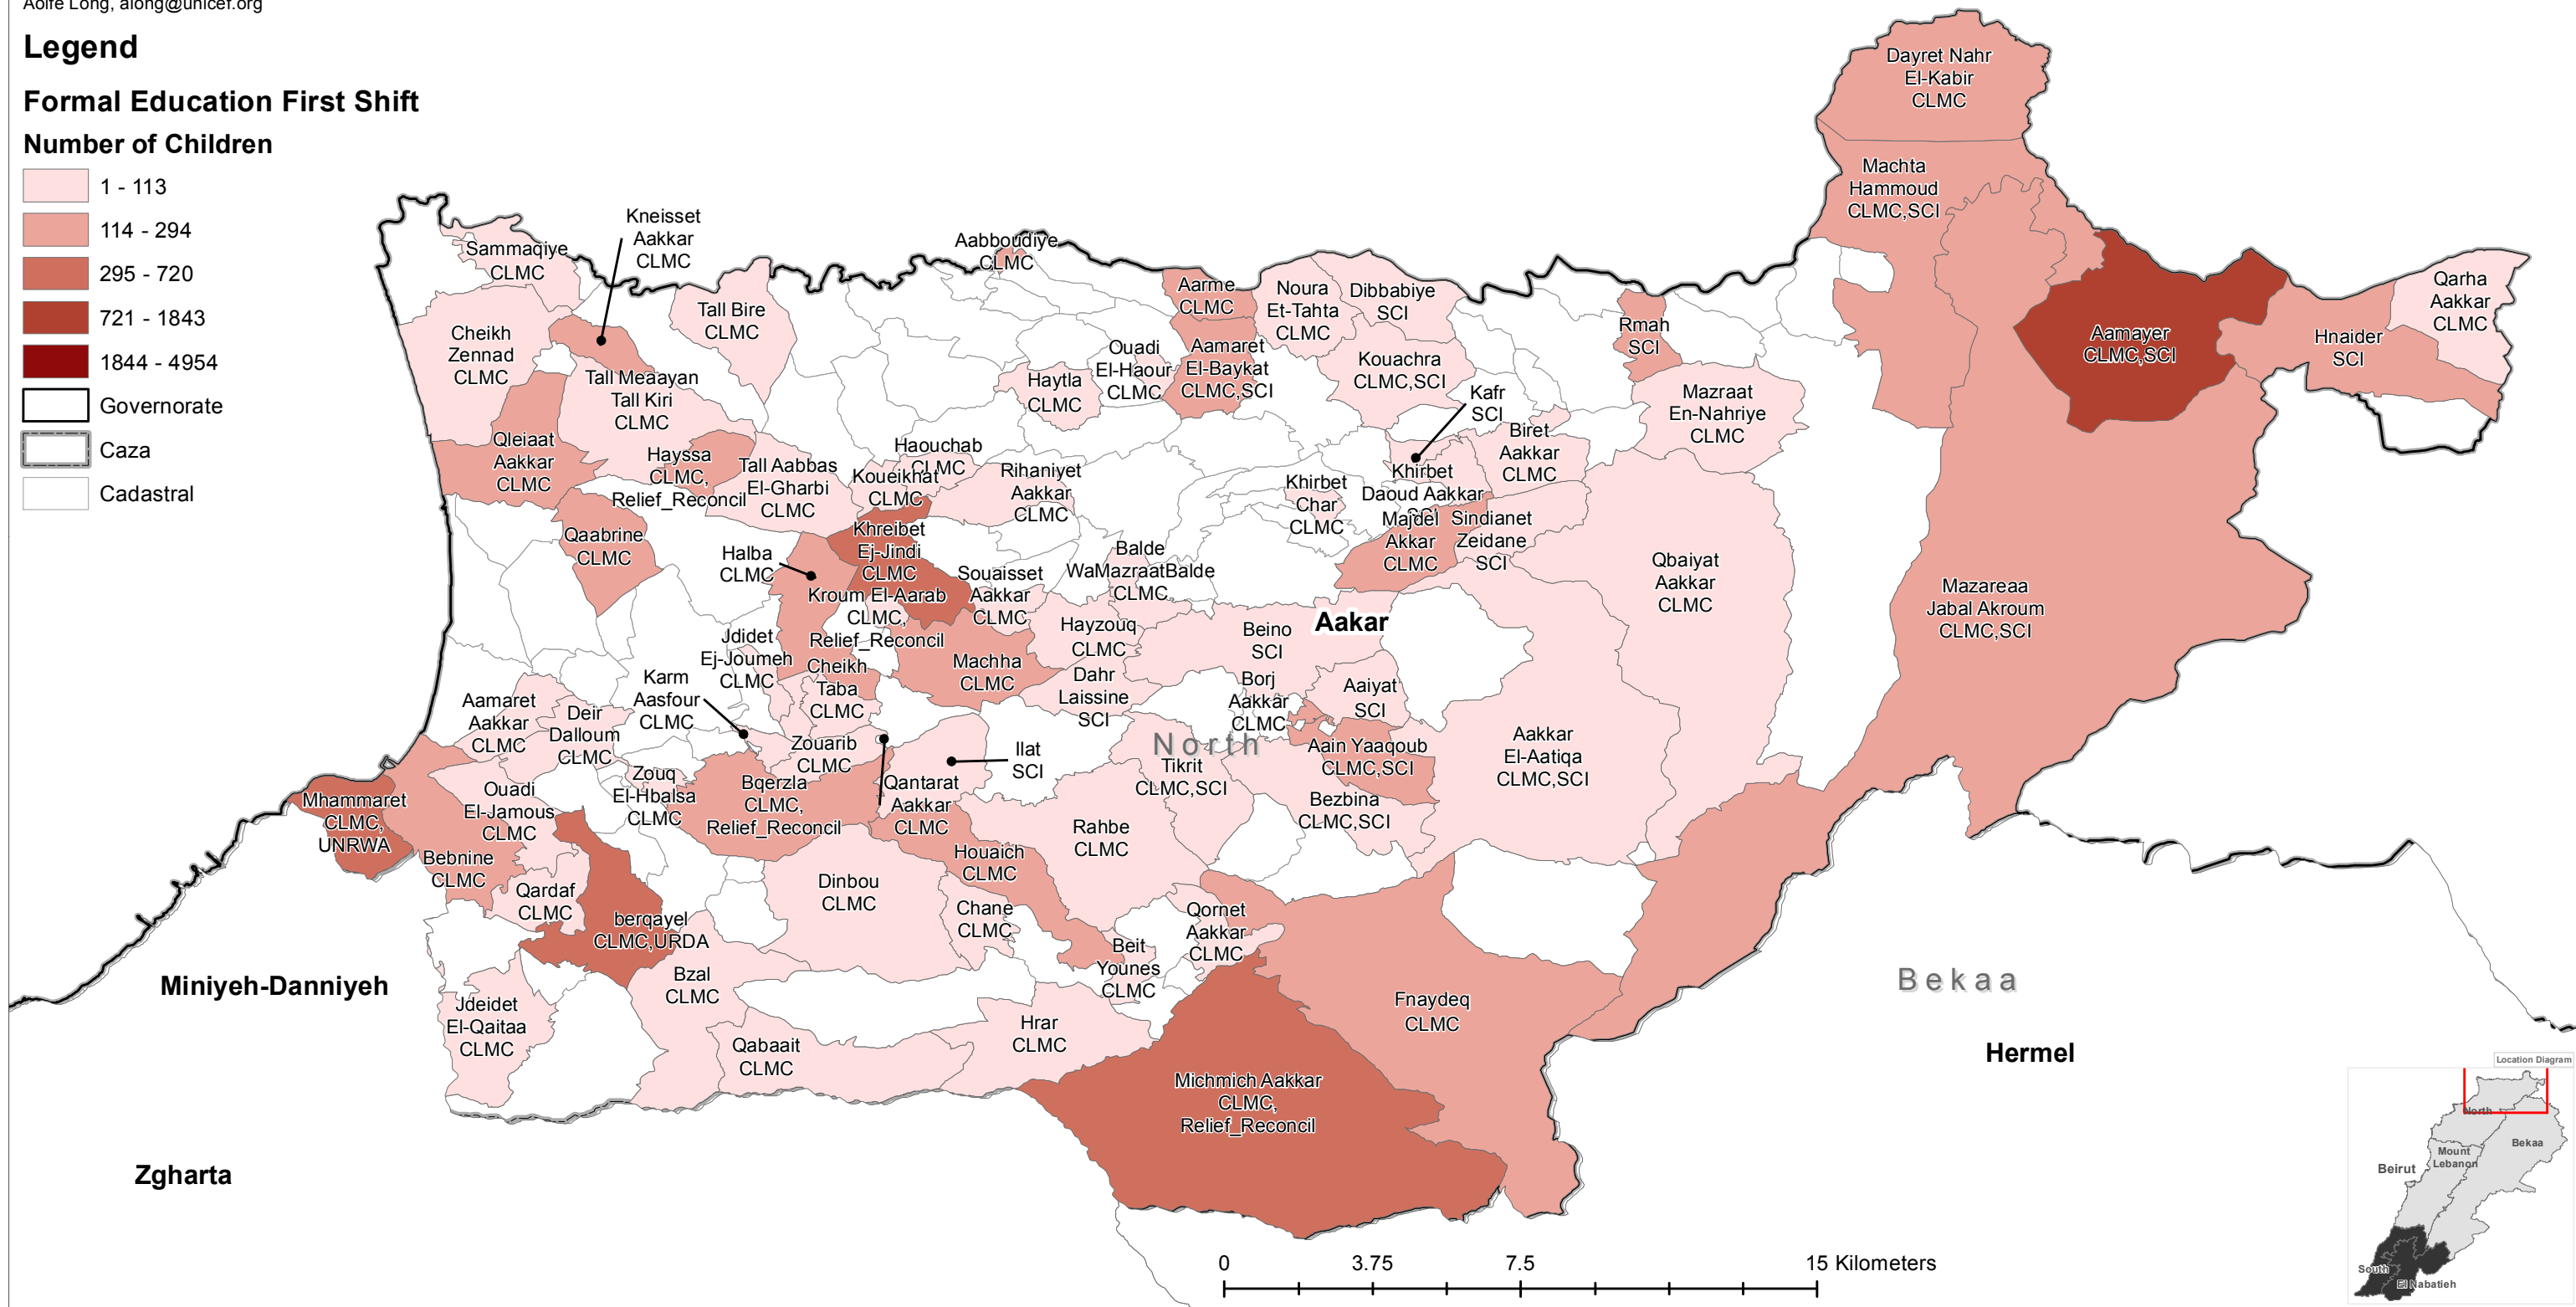 Aoife Long, along@unicef.org
Legend
Formal Education First Shift
Number of Children
1 - 113
114 - 294
295 - 720
721 - 1843
1844 - 4954
Governorate
Caza
Cadastral
Dayret Nahr
El-Kabir
CLMC
Machta
Hammoud
CLMC,SCI
Kneisset
Aakkar
CLMC
Sammaqiye
CLMC
Aabboudiye
CLMC
Tall Bire
CLMC
Cheikh
Zennad
CLMC
Aarme
CLMC
Noura
Et-Tahta
CLMC
Dibbabiye
SCI
Rmah
SCI
Aamayer
CLMC,SCI
Hnaider
SCI
Qarha
Aakkar
CLMC
Tall Meaayan
Tall Kiri
CLMC
Haytla
CLMC
Ouadi
El-Haour
CLMC
Aamaret
El-Baykat
CLMC,SCI
Kouachra
CLMC,SCI
Kafr
SCI
Mazraat
En-Nahriye
CLMC
Qleiaat
Aakkar
CLMC
Hayssa
CLMC,
Relief_Reconcil
Tall Aabbas
El-Gharbi
CLMC
Haouchab
CLMC
Koueikhat
CLMC
Rihaniyet
Aakkar
CLMC
Khirbet
Char
CLMC
Khirbet
Daoud Aakkar
SCI
Biret
Aakkar
CLMC
Qaabrine
CLMC
Halba
CLMC
Khreibet
Ej-Jindi
CLMC
Majdel
Akkar
CLMC
Sindianet
Zeidane
SCI
Balde
WaMazraatBalde
CLMC
Souaisset
Aakkar
CLMC
Kroum El-Aarab
CLMC,
Relief_Reconcil
Qbaiyat
Aakkar
CLMC
Mazareaa
Jabal Akroum
CLMC,SCI
Hayzouq
CLMC
Beino
SCI
Aakar
Jdidet
Ej-Joumeh
CLMC
Cheikh
Taba
CLMC
Machha
CLMC
Dahr
Laissine
SCI
Borj
Aakkar
CLMC
Aaiyat
SCI
Karm
Aasfour
CLMC
Aamaret
Aakkar
CLMC
Deir
Dalloum
CLMC
Zouarib
CLMC
Ilat
SCI
North
Tikrit
CLMC,SCI
Aain Yaaqoub
CLMC,SCI
Aakkar
El-Aatiqa
CLMC,SCI
Mhammaret
CLMC,
UNRWA
Ouadi
El-Jamous
CLMC
Zouq
El-Hbalsa
CLMC
Bqerzla
CLMC,
Relief_Reconcil
Qantarat
Aakkar
CLMC
Bezbina
CLMC,SCI
Rahbe
CLMC
Bebnine
CLMC
Houaich
CLMC
Qardaf
CLMC
Dinbou
CLMC
Chane
CLMC
Qornet
Aakkar
CLMC
berqayel
CLMC,URDA
Beit
Younes
CLMC
Miniyeh-Danniyeh
Bzal
CLMC
Bekaa
Jdeidet
El-Qaitaa
CLMC
Fnaydeq
CLMC
Hrar
CLMC
Qabaait
CLMC
Hermel
Michmich Aakkar
CLMC,
Relief_Reconcil
Zgharta
0 3.75 7.5 15 Kilometers
Location Diagram
North
Bekaa
Mount
Lebanon
Beirut
South
El Nabatieh